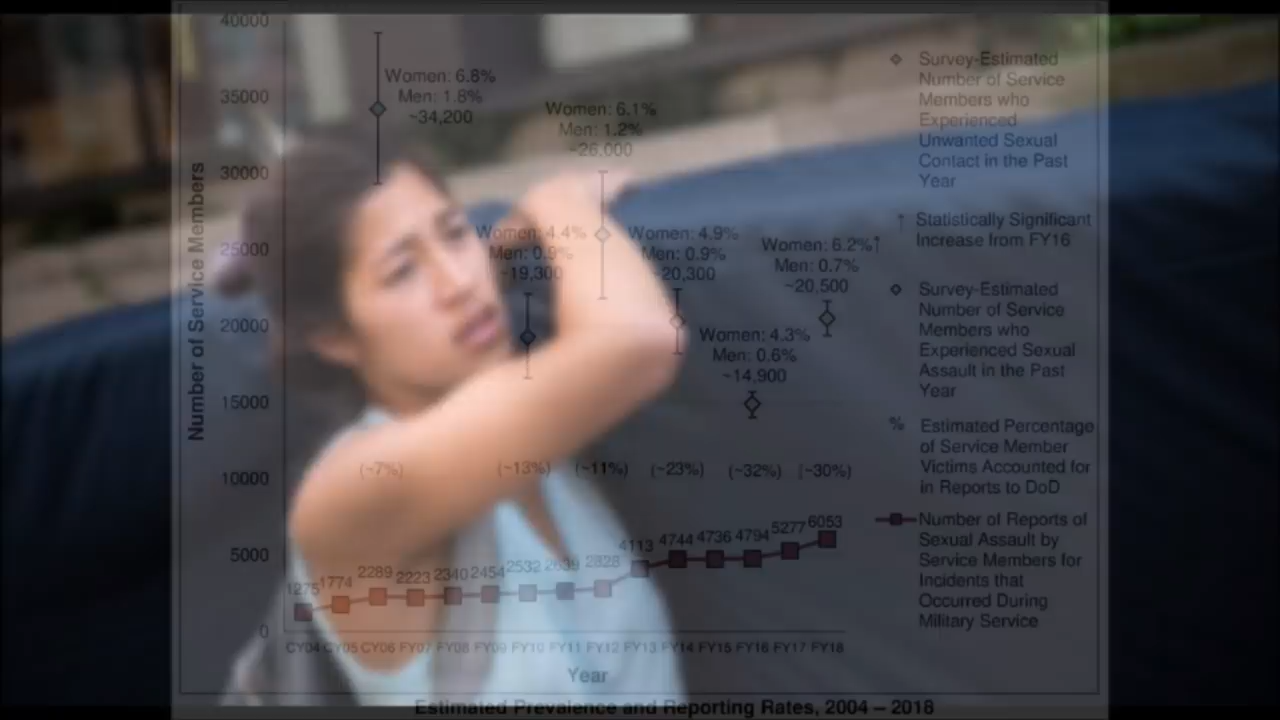 40000
35000
30000
25000
20000
15000
10000
5000
0
Number of Service Members
Women: 6.8%
Men: 1.8%
~34,200
Women: 6.1%
Men: 1.2%
~26,000
Women: 4.4%
Men: 0.9%
~19,300
Women: 4.9%
Men: 0.9%
~20,300
Women: 6.2%↑
Men: 0.7%
~20,500
Women: 4.3%
Men: 0.6%
~14,900
(~7%) (~13%) (~11%) (~23%) (~32%) (~30%)
1275 1774 2289 2223 2340 2454 2532 2639 2828 4113 4744 4736 4794 5277 6053
CY04 CY05 CY06 FY07 FY08 FY09 FY10 FY11 FY12 FY13 FY14 FY15 FY16 FY17 FY18
Year
Survey-Estimated
Number of Service
Members who
Experienced
Unwanted Sexual
Contact in the Past
Year
↑ Statistically Significant
Increase from FY16
Survey-Estimated
Number of Service
Members who
Experienced Sexual
Assault in the Past
Year
% Estimated Percentage
of Service Member
Victims Accounted for
in Reports to DoD
Number of Reports of
Sexual Assault by
Service Members for
Incidents that
Occurred During
Military Service
Estimated Prevalence and Reporting Rates, 2004 – 2018